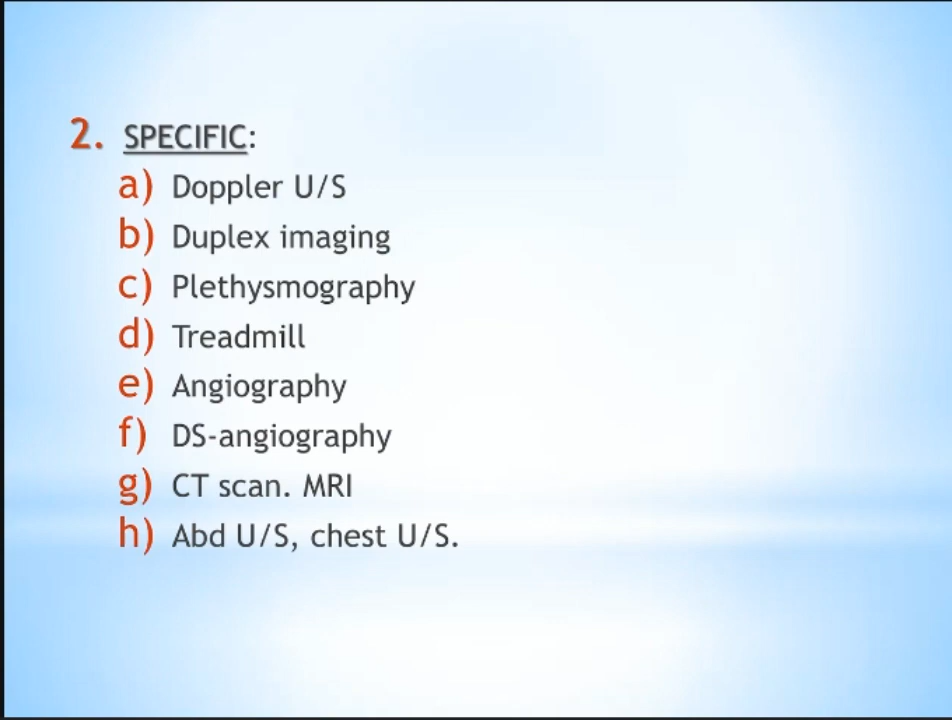 2. SPECIFIC:
a) Doppler U/S
b) Duplex imaging
c) Plethysmography
d) Treadmill
e) Angiography
f) DS-angiography
g) CT scan. MRI
h) Abd U/S, chest U/S.